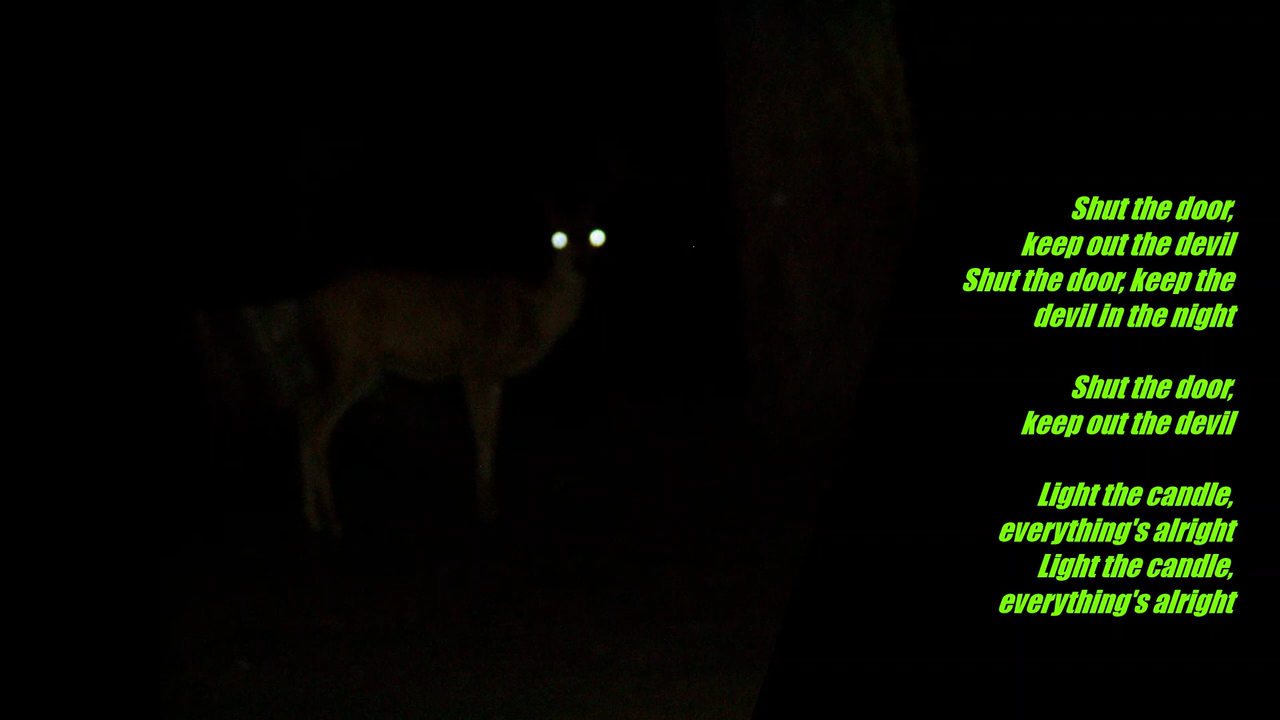 Shut the door,
keep out the devil
Shut the door, keep the
devil in the night
Shut the door,
keep out the devil
Light the candle,
everything's alright
Light the candle,
everything's alright